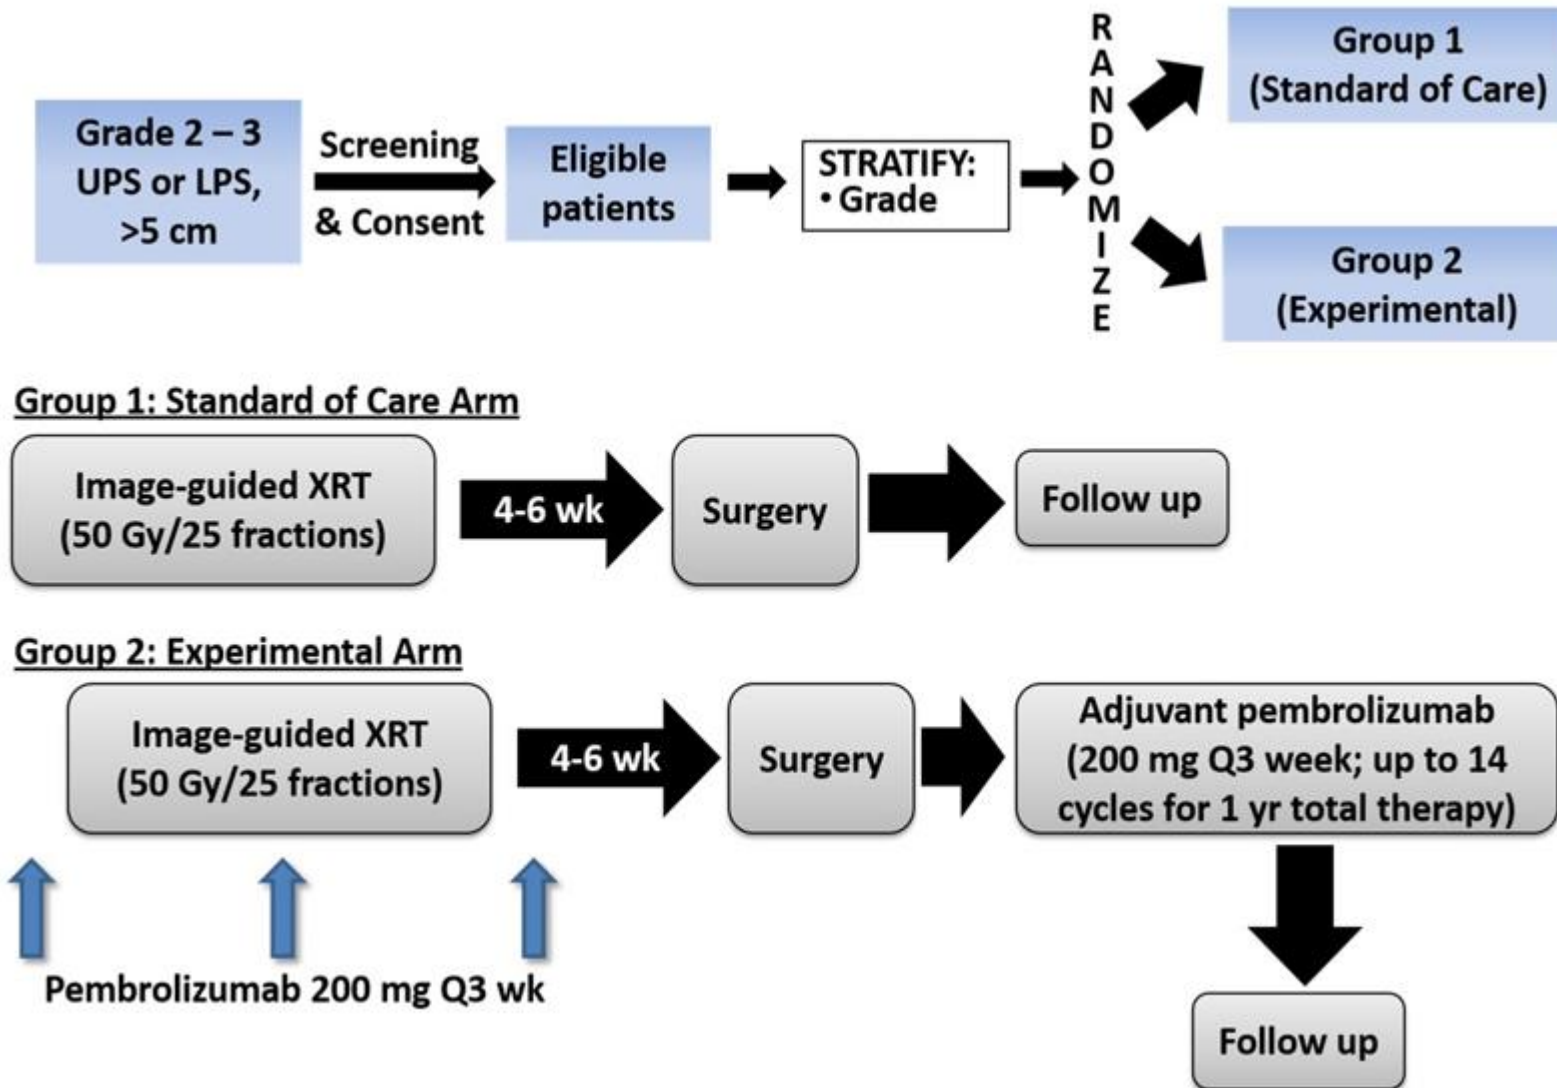 Grade 2 – 3
UPS or LPS,
>5 cm
Screening
& Consent
Eligible
patients
STRATIFY:
• Grade
RANDOMIZE
Group 1
(Standard of Care)
Group 2
(Experimental)
Group 1: Standard of Care Arm
Image-guided XRT
(50 Gy/25 fractions)
4-6 wk
Surgery
Follow up
Group 2: Experimental Arm
Image-guided XRT
(50 Gy/25 fractions)
4-6 wk
Surgery
Adjuvant pembrolizumab
(200 mg Q3 week; up to 14
cycles for 1 yr total therapy)
Pembrolizumab 200 mg Q3 wk
Follow up